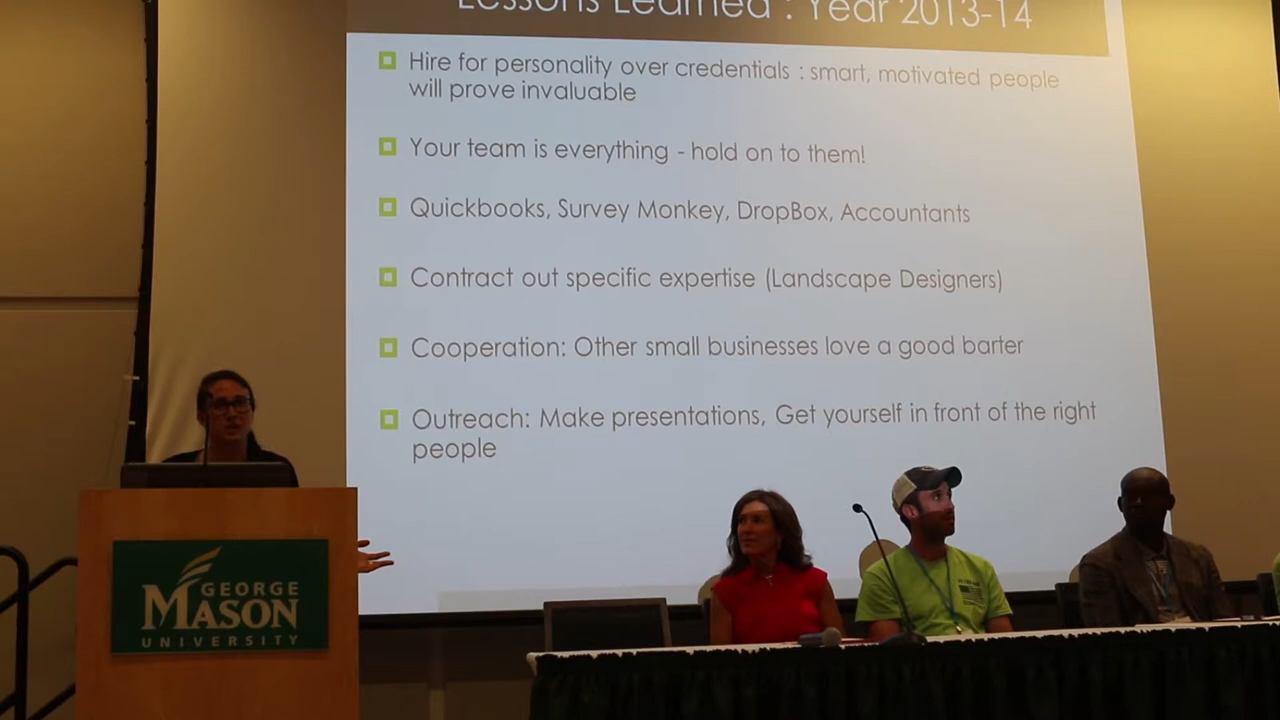 Lessons Learned : Year 2013-14
Hire for personality over credentials : smart, motivated people
will prove invaluable
Your team is everything - hold on to them!
Quickbooks, Survey Monkey, DropBox, Accountants
Contract out specific expertise (Landscape Designers)
Cooperation: Other small businesses love a good barter
Outreach: Make presentations, Get yourself in front of the right
people
GEORGE
MASON
UNIVERSITY